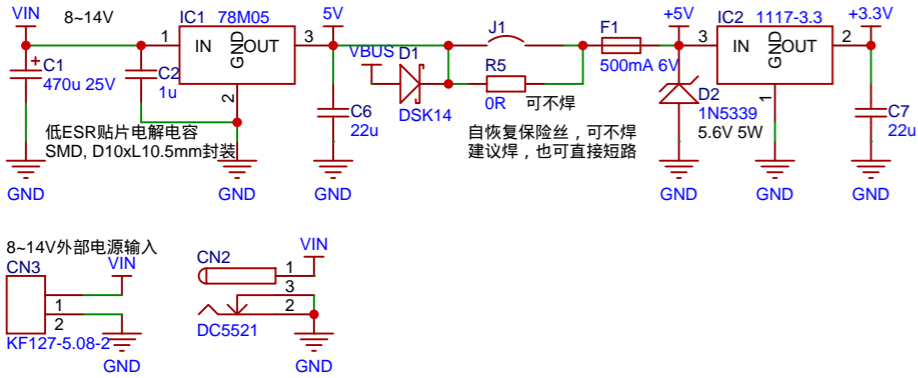 VIN
8~14V
IC1
78M05
5V
J1
F1
+5V
IC2
1117-3.3
+3.3V
1
IN
GND
OUT
3
VBUS
D1
500mA 6V
3
IN
GND
OUT
2
+
C1
470u 25V
C2
1u
2
R5
0R
可不焊
DSK14
D2
1N5339
5.6V 5W
1
C6
22u
C7
22u
低ESR贴片电解电容
SMD, D10xL10.5mm封装
自恢复保险丝，可不焊
建议焊，也可直接短路
GND
GND
GND
GND
GND
GND
8~14V外部电源输入
CN3
VIN
1
2
KF127-5.08-2
GND
CN2
VIN
1
3
2
DC5521
GND